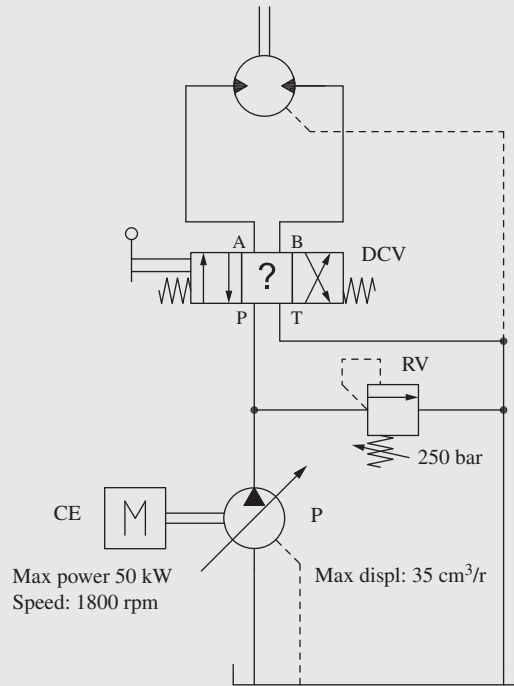 A B
DCV
?
P T
RV
250 bar
CE
M
P
Max power 50 kW
Speed: 1800 rpm
Max displ: 35 cm³/r